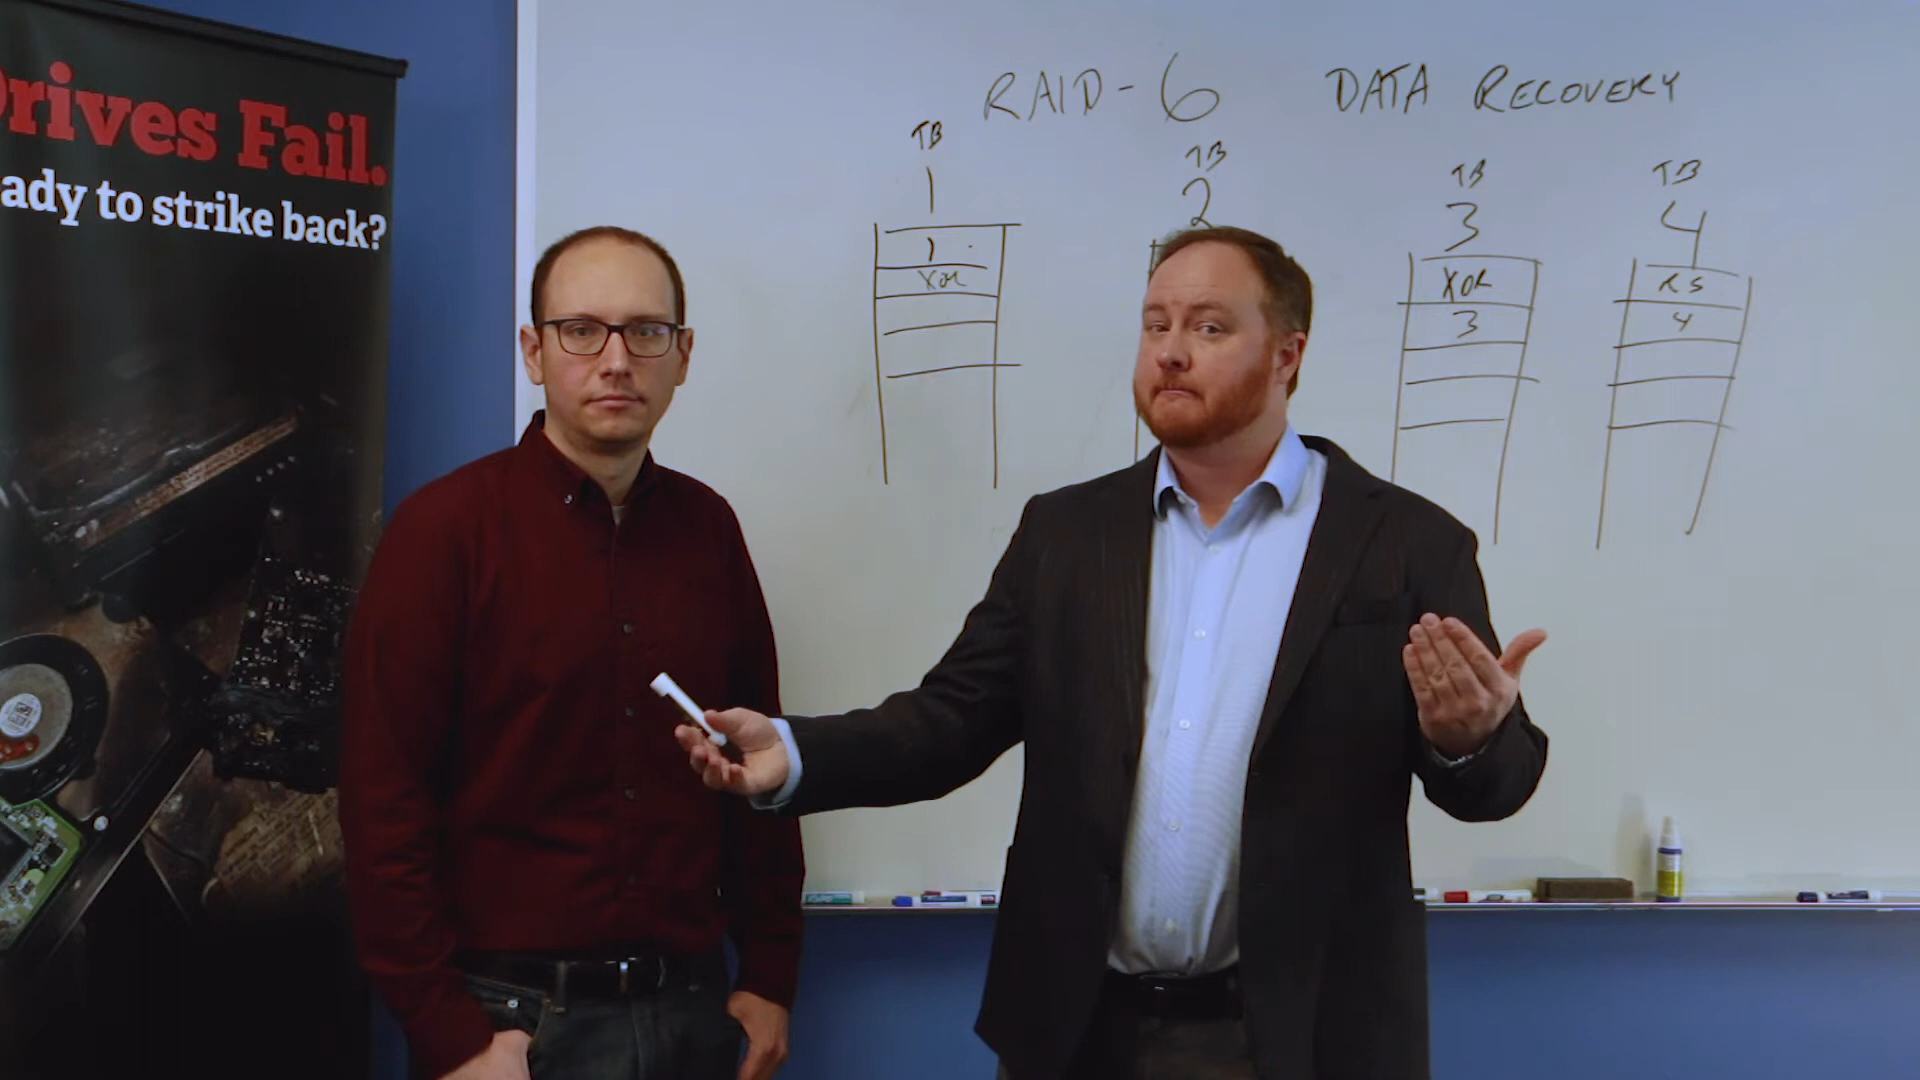 Drives Fail.
ady to strike back?
RAID-6 DATA RECOVERY
TB TB TB TB
1 2 3 4
1 XOR RS
XOR 3 4